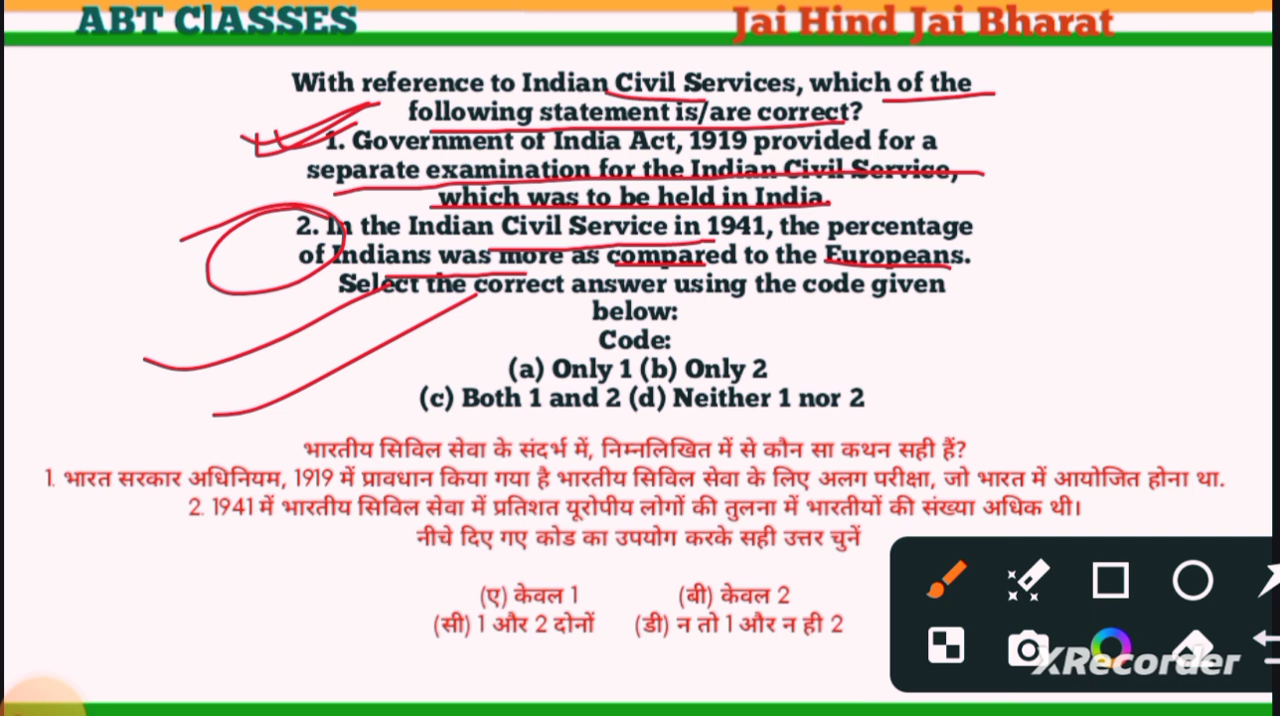 ABT ClASSES
Jai Hind Jai Bharat
With reference to Indian Civil Services, which of the
following statement is/are correct?
1. Government of India Act, 1919 provided for a
separate examination for the Indian Civil Service,
which was to be held in India.
2. In the Indian Civil Service in 1941, the percentage
of Indians was more as compared to the Europeans.
Select the correct answer using the code given
below:
Code:
(a) Only 1 (b) Only 2
(c) Both 1 and 2 (d) Neither 1 nor 2
भारतीय सिविल सेवा के संदर्भ में, निम्नलिखित में से कौन सा कथन सही हैं?
1. भारत सरकार अधिनियम, 1919 में प्रावधान किया गया है भारतीय सिविल सेवा के लिए अलग परीक्षा, जो भारत में आयोजित होना था.
2. 1941 में भारतीय सिविल सेवा में प्रतिशत यूरोपीय लोगों की तुलना में भारतीयों की संख्या अधिक थी।
नीचे दिए गए कोड का उपयोग करके सही उत्तर चुनें
(ए) केवल 1 (बी) केवल 2
(सी) 1 और 2 दोनों (डी) न तो 1 और न ही 2
XRecorder